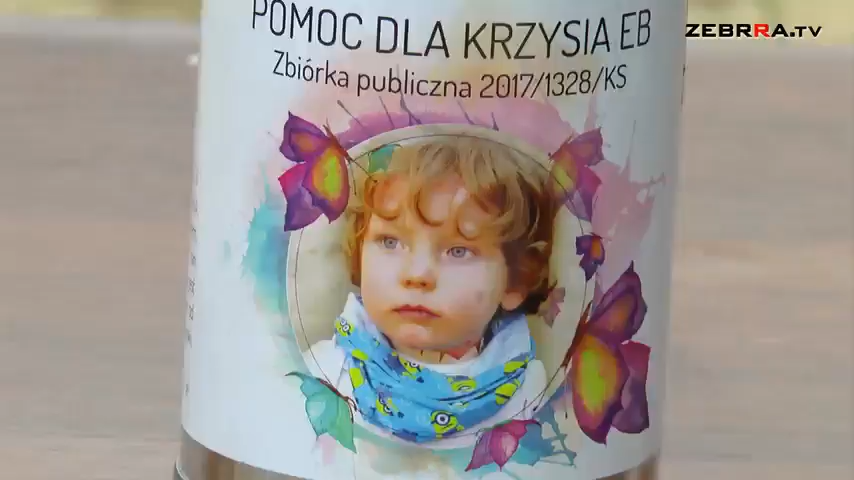 POMOC DLA KRZYSIA EB
Zbiórka publiczna 2017/1328/KS
ZEBRRA.TV